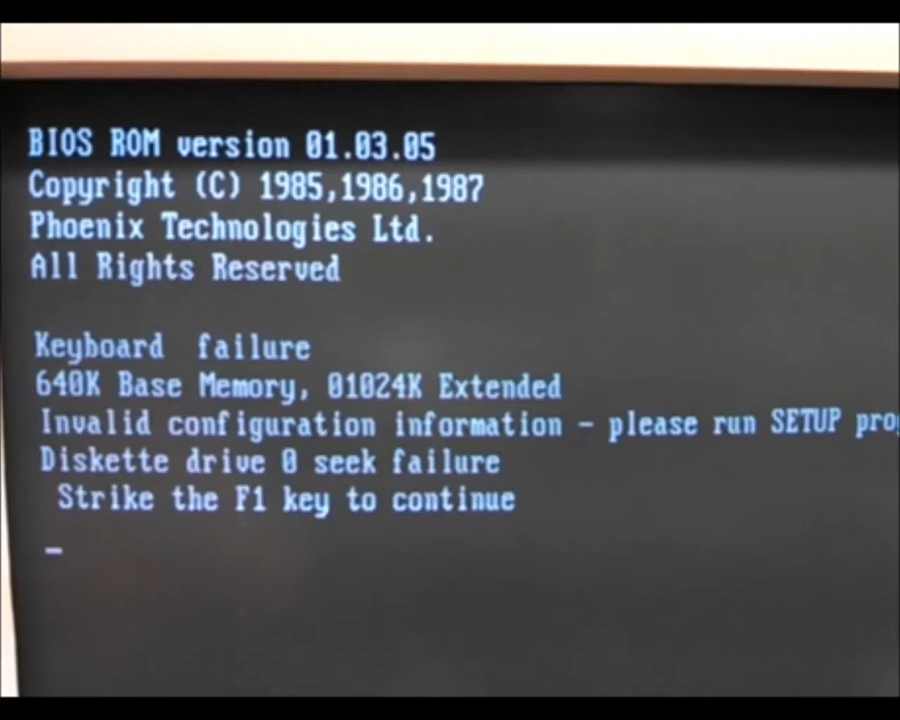 BIOS ROM version 01.03.05
Copyright (C) 1985,1986,1987
Phoenix Technologies Ltd.
All Rights Reserved
Keyboard  failure
640K Base Memory, 01024K Extended
Invalid configuration information - please run SETUP
Diskette drive 0 seek failure
Strike the F1 key to continue